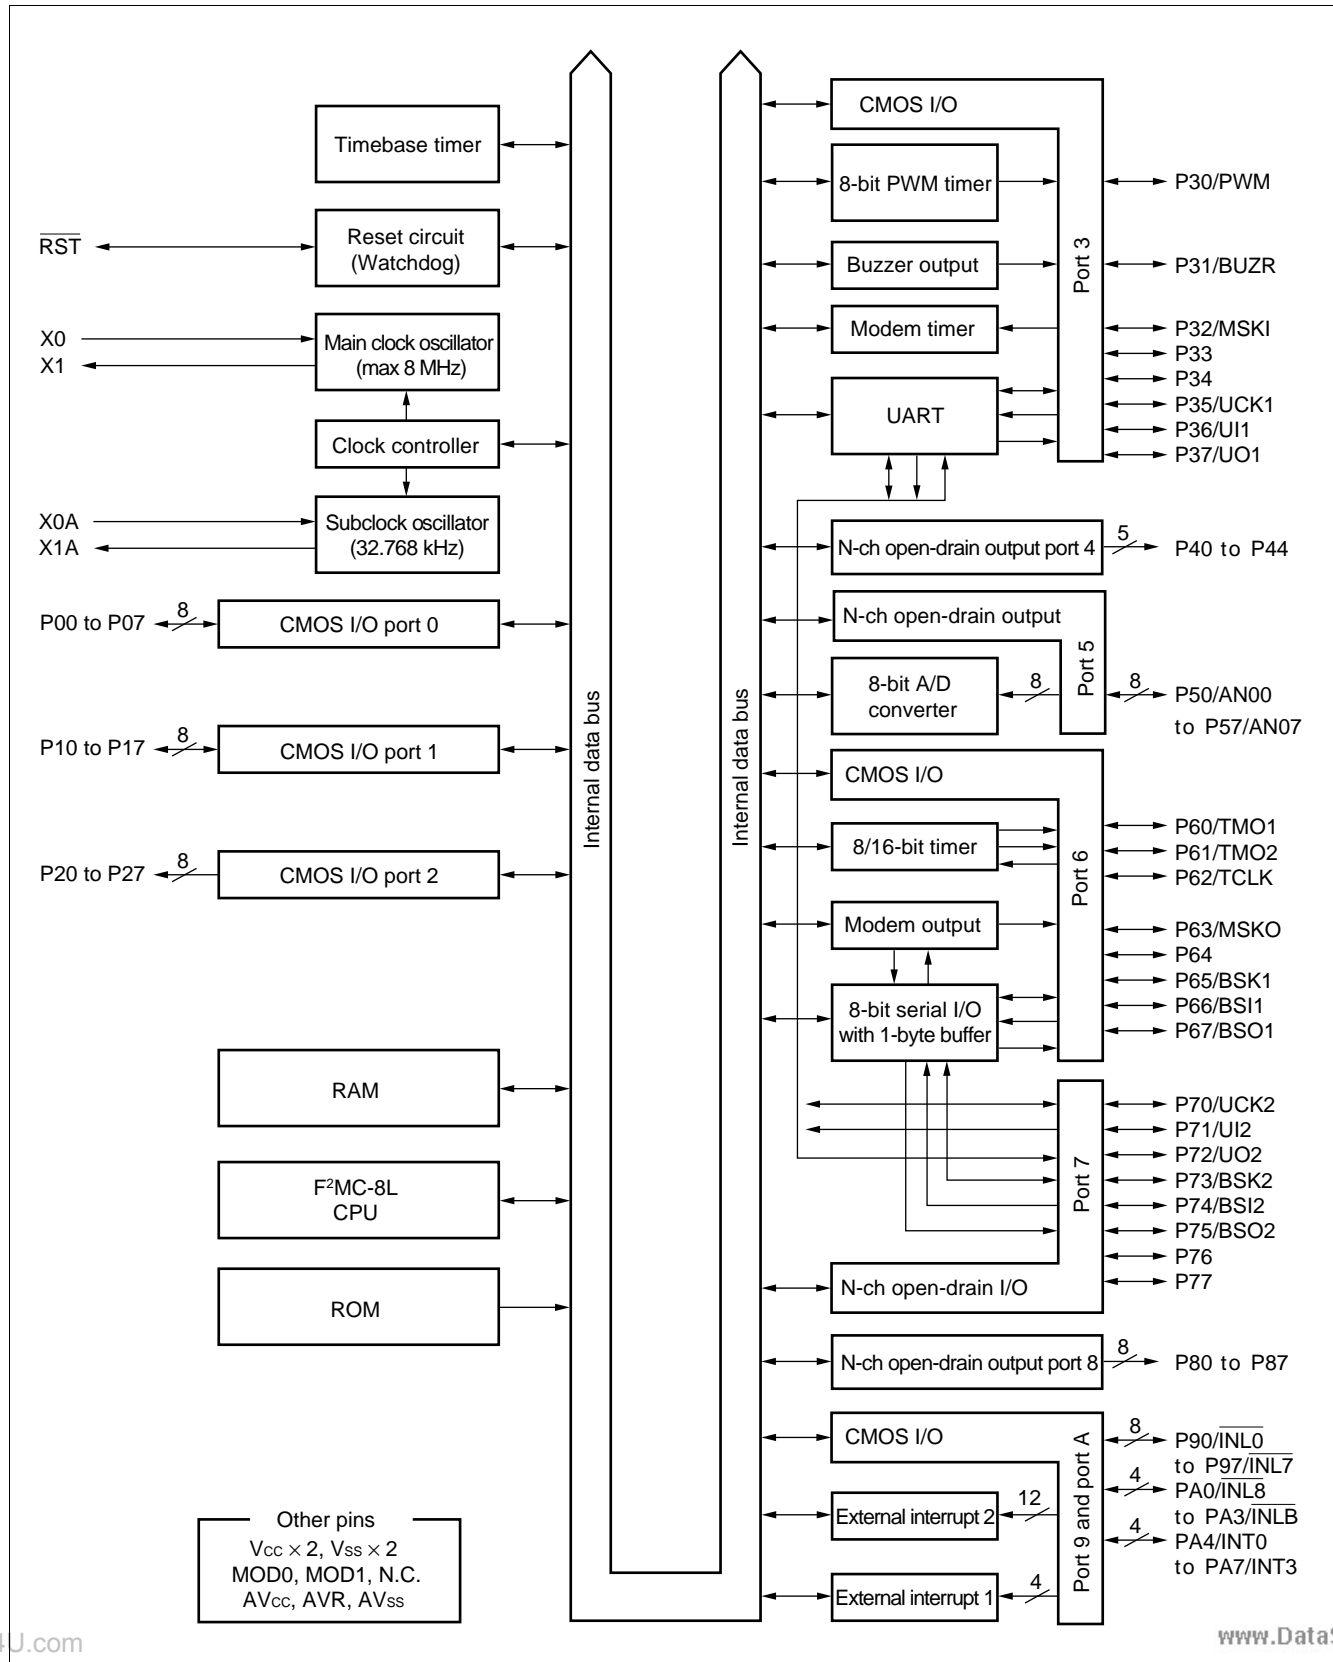 Timebase timer
RST
Reset circuit
(Watchdog)
X0
X1
Main clock oscillator
(max 8 MHz)
Clock controller
X0A
X1A
Subclock oscillator
(32.768 kHz)
P00 to P07
8
CMOS I/O port 0
P10 to P17
8
CMOS I/O port 1
P20 to P27
8
CMOS I/O port 2
RAM
F²MC-8L
CPU
ROM
Other pins
Vcc × 2, Vss × 2
MOD0, MOD1, N.C.
AVcc, AVR, AVss
Internal data bus
Internal data bus
CMOS I/O
8-bit PWM timer
Buzzer output
Modem timer
UART
Port 3
P30/PWM
P31/BUZR
P32/MSKI
P33
P34
P35/UCK1
P36/UI1
P37/UO1
N-ch open-drain output port 4
5
P40 to P44
N-ch open-drain output
8-bit A/D
converter
8
Port 5
8
P50/AN00
to P57/AN07
CMOS I/O
8/16-bit timer
Modem output
8-bit serial I/O
with 1-byte buffer
Port 6
P60/TMO1
P61/TMO2
P62/TCLK
P63/MSKO
P64
P65/BSK1
P66/BSI1
P67/BSO1
Port 7
P70/UCK2
P71/UI2
P72/UO2
P73/BSK2
P74/BSI2
P75/BSO2
P76
P77
N-ch open-drain I/O
N-ch open-drain output port 8
8
P80 to P87
CMOS I/O
External interrupt 2
12
External interrupt 1
4
Port 9 and port A
8
P90/INL0
to P97/INL7
4
PA0/INL8
to PA3/INLB
4
PA4/INT0
to PA7/INT3
U.com
www.DataS